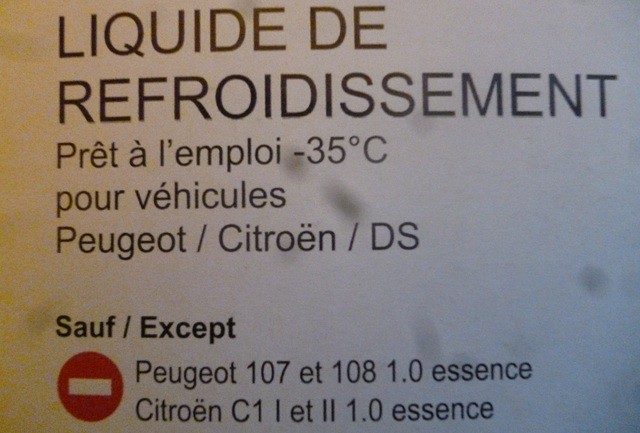 LIQUIDE DE
REFROIDISSEMENT
Prêt à l'emploi -35°C
pour véhicules
Peugeot / Citroën / DS
Sauf / Except
Peugeot 107 et 108 1.0 essence
Citroën C1 I et II 1.0 essence